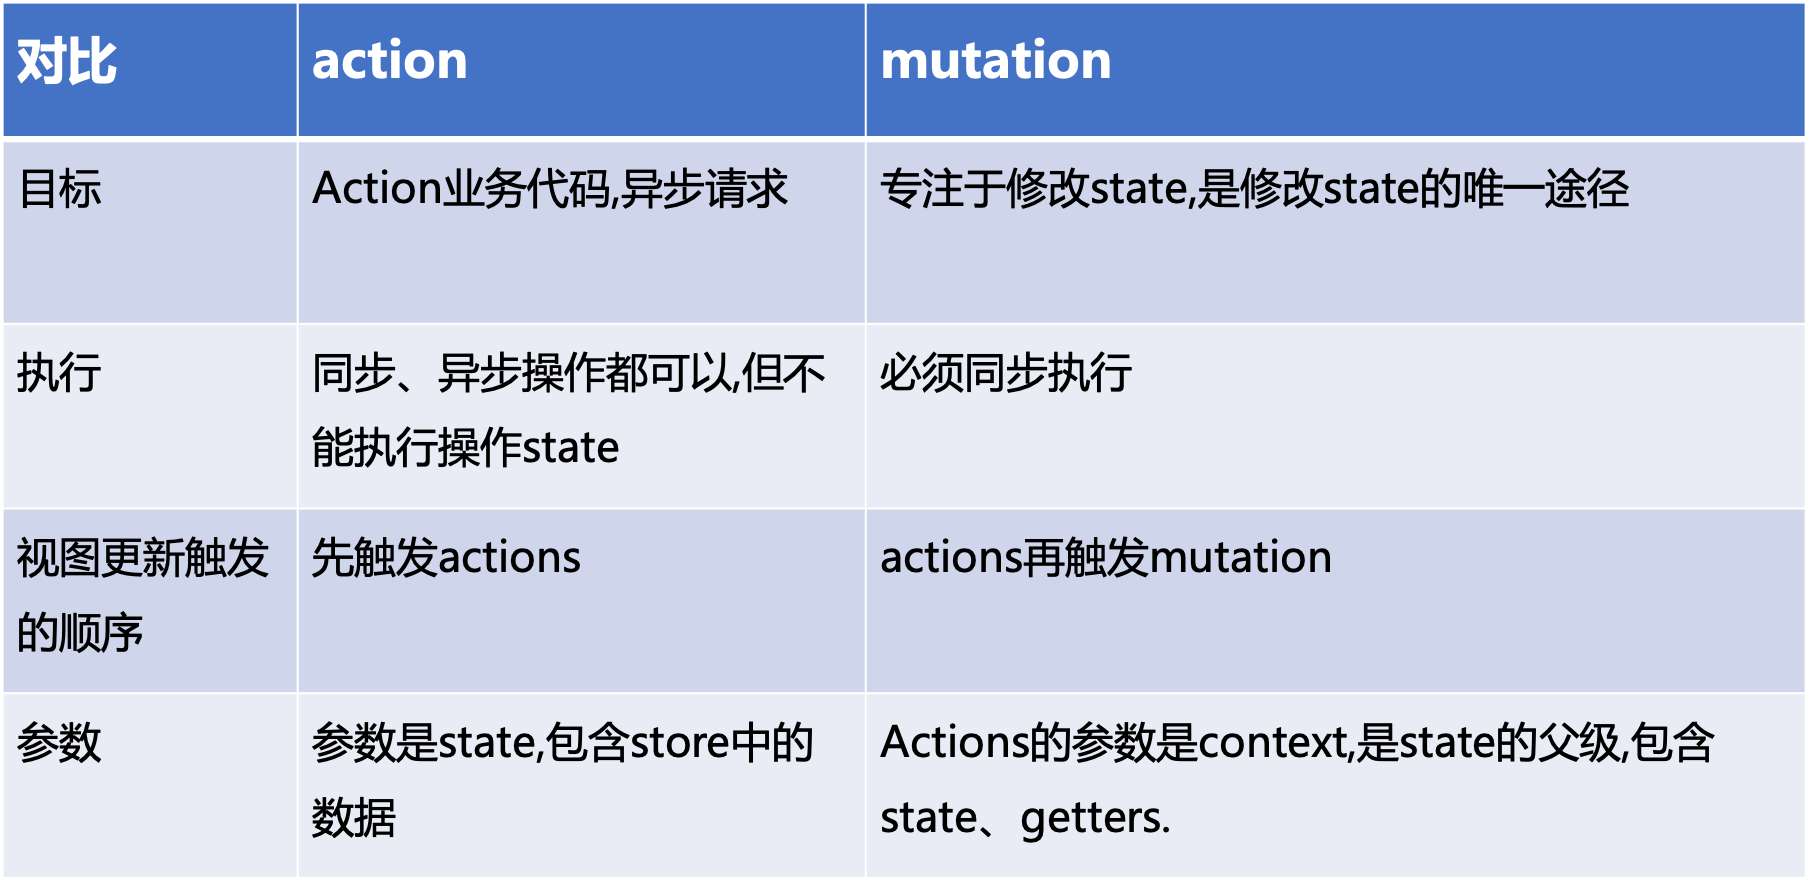 对比
action
mutation
目标
Action业务代码,异步请求
专注于修改state,是修改state的唯一途径
执行
同步、异步操作都可以,但不
能执行操作state
必须同步执行
视图更新触发
的顺序
先触发actions
actions再触发mutation
参数
参数是state,包含store中的
数据
Actions的参数是context,是state的父级,包含
state、getters.